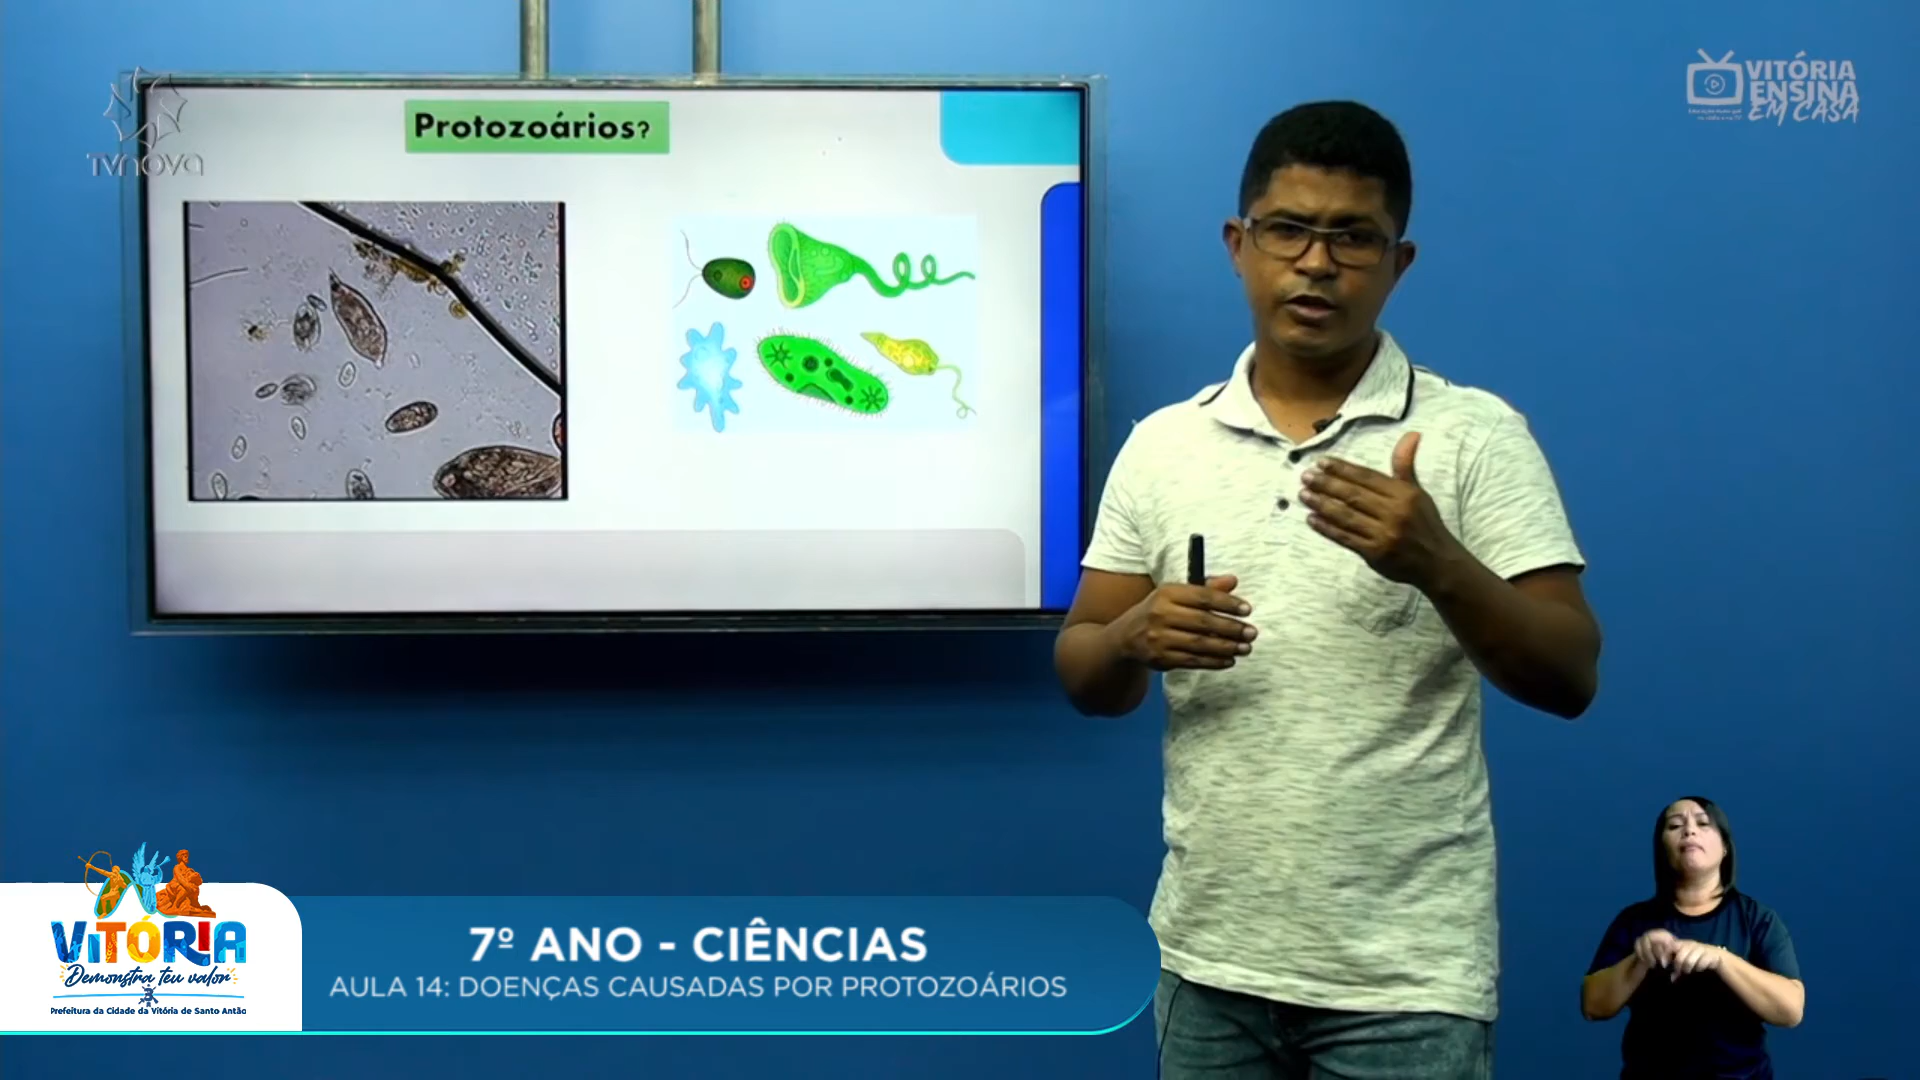 Protozoários?
TVNOVA
VITÓRIA
ENSINA
EM CASA
VITÓRIA
Demonstra teu valor
Prefeitura da Cidade da Vitória de Santo Antão
7º ANO - CIÊNCIAS
AULA 14: DOENÇAS CAUSADAS POR PROTOZOÁRIOS